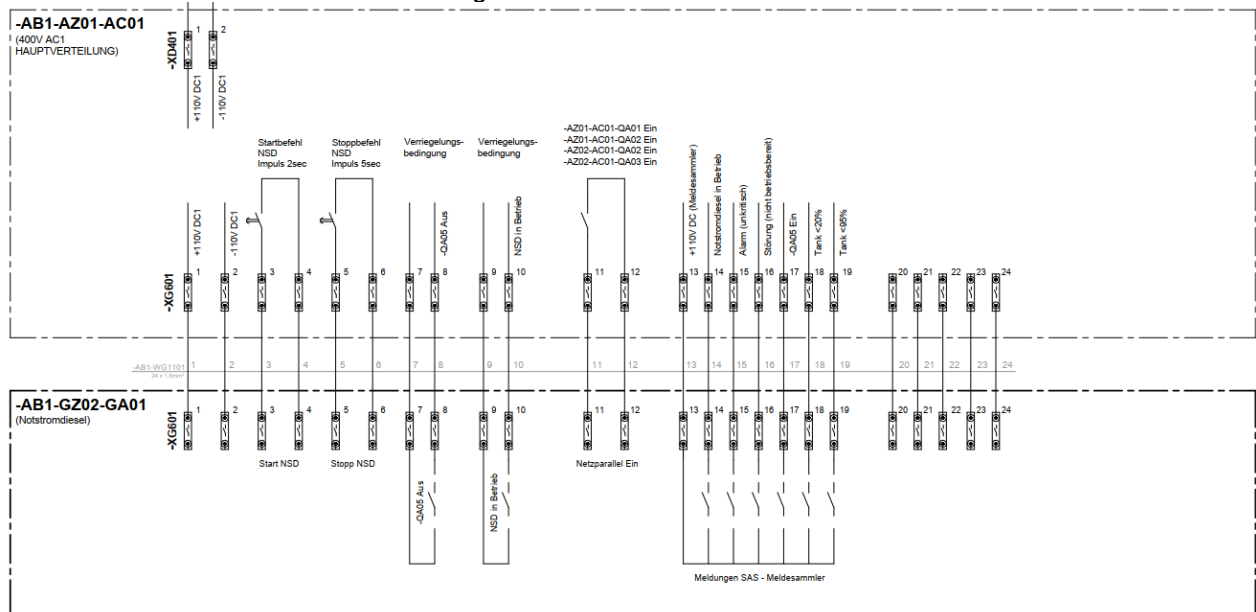 -AB1-AZ01-AC01
(400V AC1
HAUPTVERTEILUNG)
-XD401
1
2
+110V DC1
-110V DC1
Startbefehl
NSD
Impuls 2sec
Stoppbefehl
NSD
Impuls 5sec
Verriegelungs-
bedingung
Verriegelungs-
bedingung
-AZ01-AC01-QA01 Ein
-AZ01-AC01-QA02 Ein
-AZ02-AC01-QA02 Ein
-AZ02-AC01-QA03 Ein
+110V DC1
-110V DC1
-QA05 Aus
NSD in Betrieb
+110V DC (Meldesammler)
Notstromdiesel in Betrieb
Alarm (unkritisch)
Störung (nicht betriebsbereit)
-QA05 Ein
Tank <20%
Tank <95%
-XG601
1 2 3 4 5 6 7 8 9 10 11 12 13 14 15 16 17 18 19 20 21 22 23 24
-AB1-WG1101
24 x 1,5mm²
1 2 3 4 5 6 7 8 9 10 11 12 13 14 15 16 17 18 19 20 21 22 23 24
-AB1-GZ02-GA01
(Notstromdiesel)
-XG601
1 2 3 4 5 6 7 8 9 10 11 12 13 14 15 16 17 18 19 20 21 22 23 24
Start NSD
Stopp NSD
Netzparallel Ein
-QA05 Aus
NSD in Betrieb
Meldungen SAS - Meldesammler